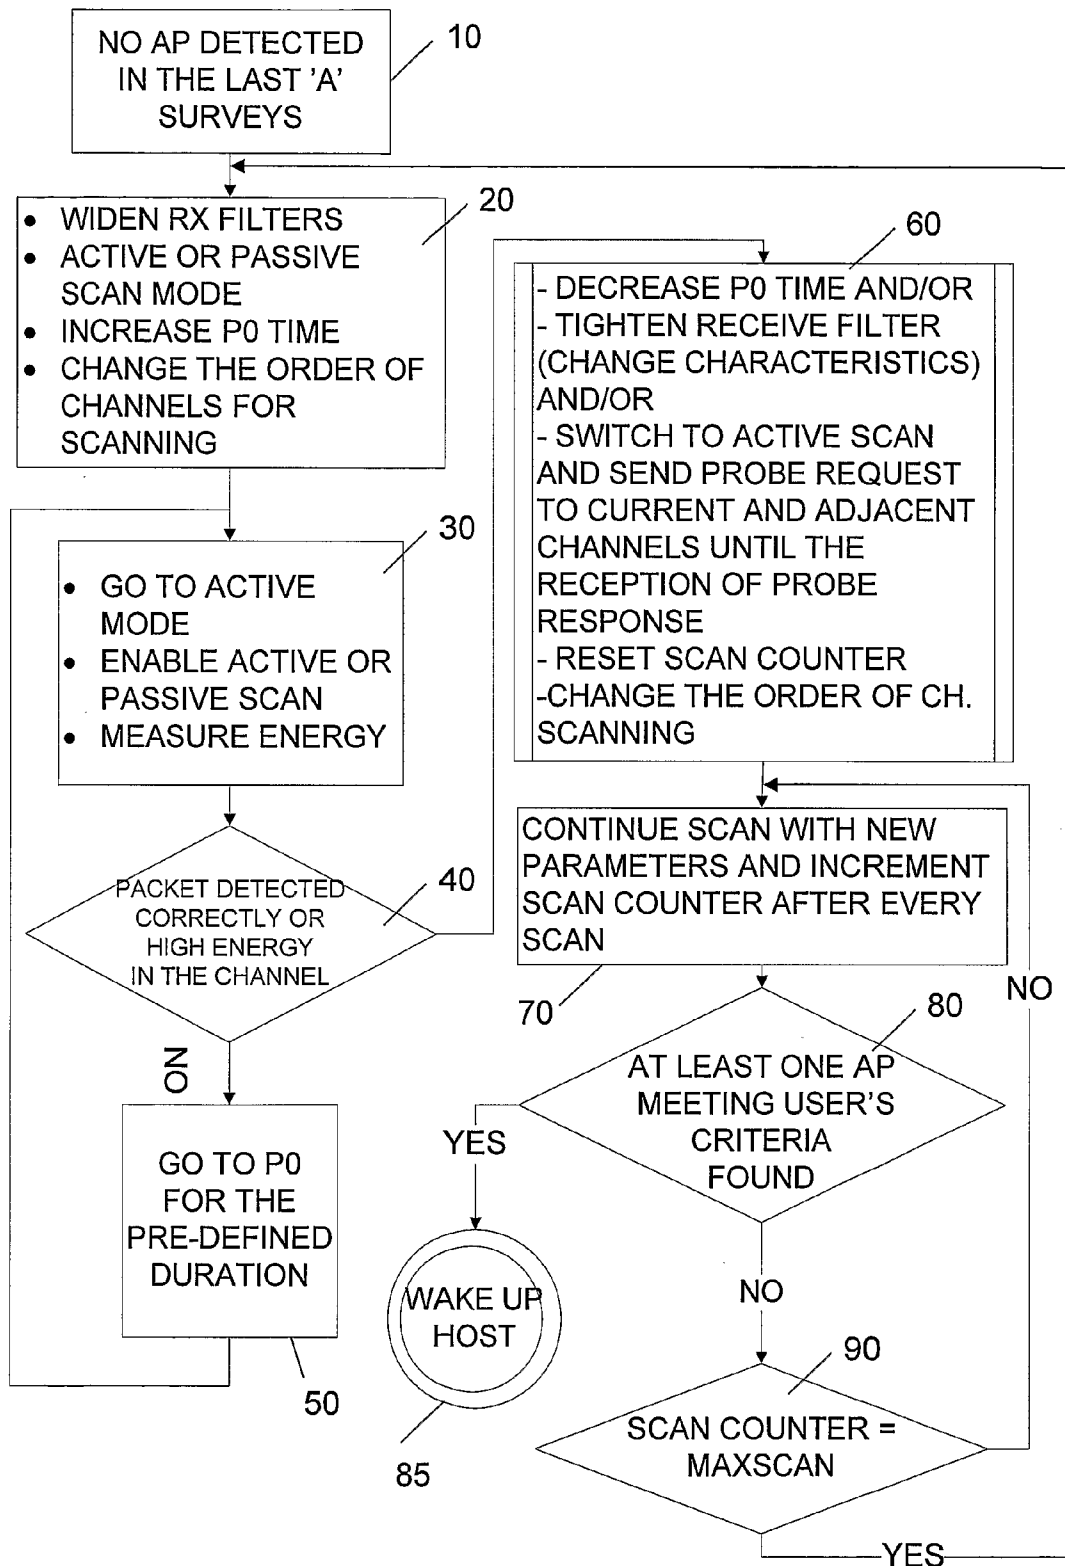 NO AP DETECTED
IN THE LAST 'A'
SURVEYS
10
• WIDEN RX FILTERS
• ACTIVE OR PASSIVE
SCAN MODE
• INCREASE P0 TIME
• CHANGE THE ORDER OF
CHANNELS FOR
SCANNING
20
• GO TO ACTIVE
MODE
• ENABLE ACTIVE OR
PASSIVE SCAN
• MEASURE ENERGY
30
PACKET DETECTED
CORRECTLY OR
HIGH ENERGY
IN THE CHANNEL
40
NO
GO TO P0
FOR THE
PRE-DEFINED
DURATION
50
60
- DECREASE P0 TIME AND/OR
- TIGHTEN RECEIVE FILTER
(CHANGE CHARACTERISTICS)
AND/OR
- SWITCH TO ACTIVE SCAN
AND SEND PROBE REQUEST
TO CURRENT AND ADJACENT
CHANNELS UNTIL THE
RECEPTION OF PROBE
RESPONSE
- RESET SCAN COUNTER
-CHANGE THE ORDER OF CH.
SCANNING
CONTINUE SCAN WITH NEW
PARAMETERS AND INCREMENT
SCAN COUNTER AFTER EVERY
SCAN
70
NO
80
AT LEAST ONE AP
MEETING USER'S
CRITERIA
FOUND
YES
WAKE UP
HOST
85
NO
90
SCAN COUNTER =
MAXSCAN
YES